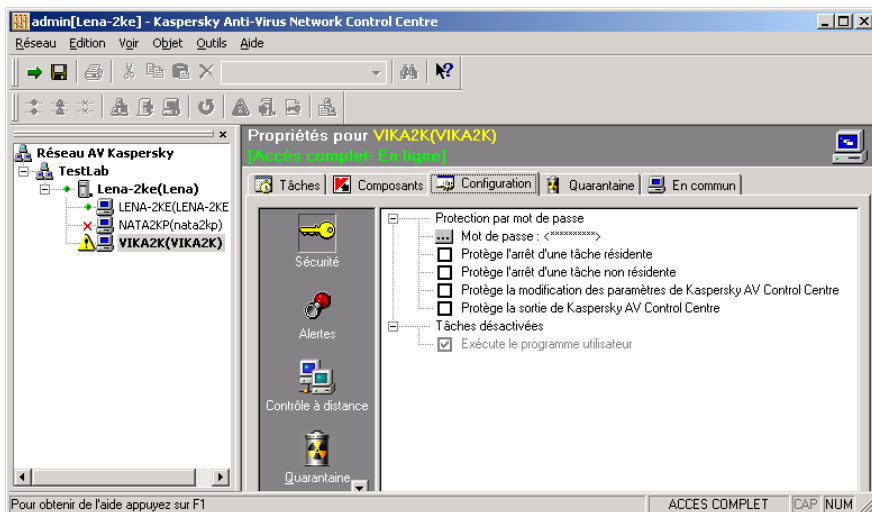 admin[Lena-2ke] - Kaspersky Anti-Virus Network Control Centre
Réseau Edition Voir Objet Outils Aide
Propriétés pour VIKA2K(VIKA2K)
[Accès complet- En ligne]
Réseau AV Kaspersky
TestLab
Lena-2ke(Lena)
LENA-2KE(LENA-2KE
NATA2KP(nata2kp)
VIKA2K(VIKA2K)
Tâches Composants Configuration Quarantaine En commun
Sécurité
Alertes
Contrôle à distance
Quarantaine
Protection par mot de passe
... Mot de passe : <**********>
Protège l'arrêt d'une tâche résidente
Protège l'arrêt d'une tâche non résidente
Protège la modification des paramètres de Kaspersky AV Control Centre
Protège la sortie de Kaspersky AV Control Centre
Tâches désactivées
Exécute le programme utilisateur
Pour obtenir de l'aide appuyez sur F1 ACCES COMPLET CAP NUM